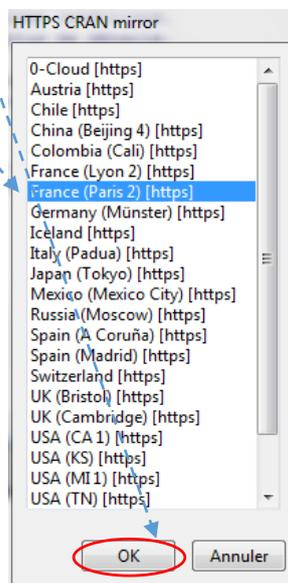 HTTPS CRAN mirror
0-Cloud [https]
Austria [https]
Chile [https]
China (Beijing 4) [https]
Colombia (Cali) [https]
France (Lyon 2) [https]
France (Paris 2) [https]
Germany (Münster) [https]
Iceland [https]
Italy (Padua) [https]
Japan (Tokyo) [https]
Mexico (Mexico City) [https]
Russia (Moscow) [https]
Spain (A Coruña) [https]
Spain (Madrid) [https]
Switzerland [https]
UK (Bristol) [https]
UK (Cambridge) [https]
USA (CA 1) [https]
USA (KS) [https]
USA (MI 1) [https]
USA (TN) [https]
OK Annuler